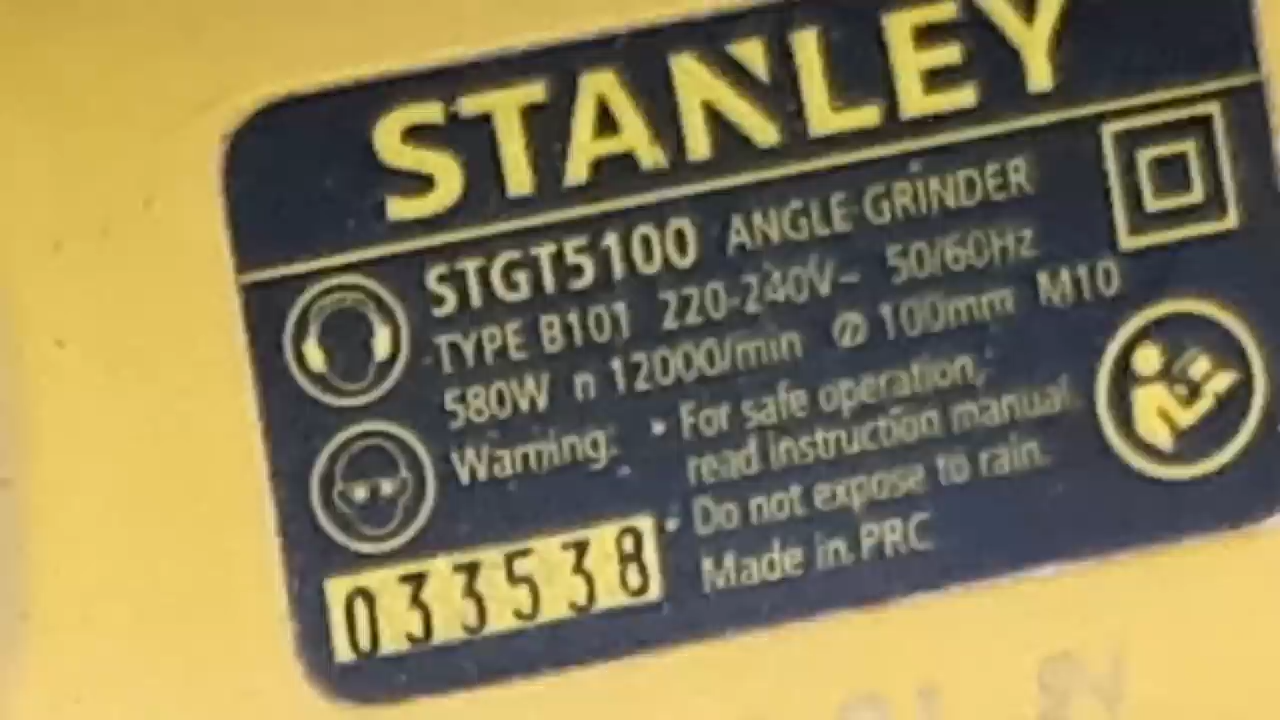 STANLEY
STGT5100 ANGLE GRINDER
TYPE B101 220-240V~ 50/60Hz
580W n 12000/min Ø 100mm M10
Warning: • For safe operation,
read instruction manual.
• Do not expose to rain.
Made in PRC
033538